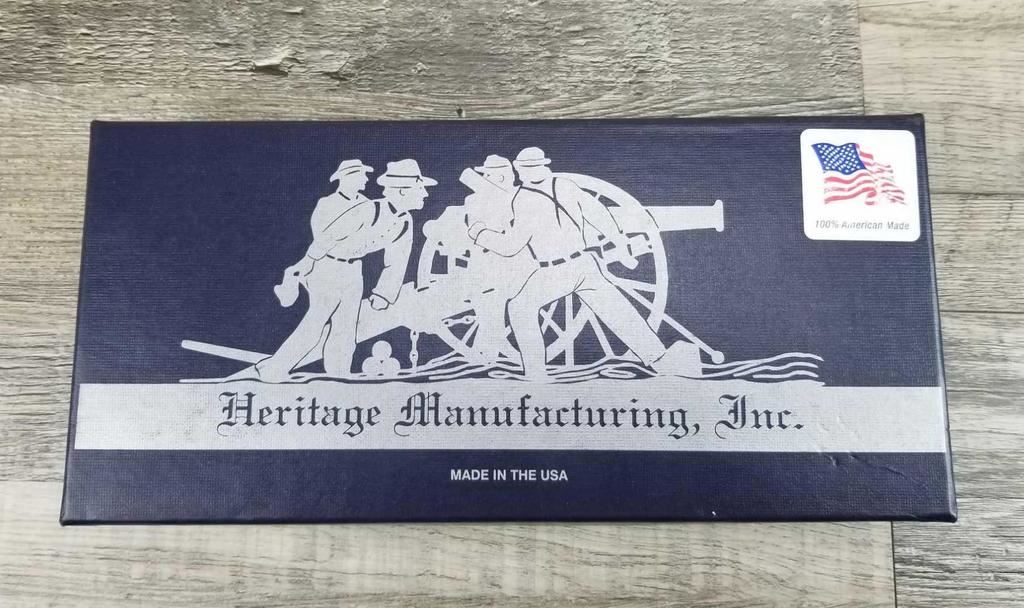 100% American Made
Heritage Manufacturing, Inc.
MADE IN THE USA